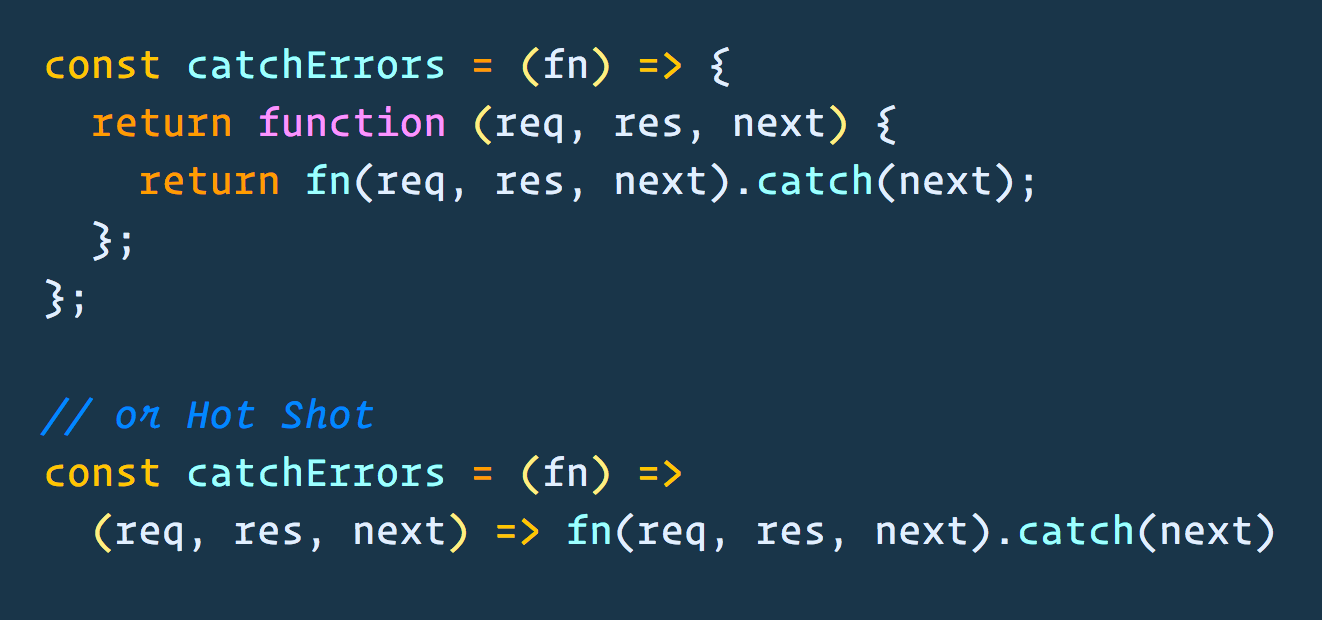 const catchErrors = (fn) => {
  return function (req, res, next) {
    return fn(req, res, next).catch(next);
  };
};
// or Hot Shot
const catchErrors = (fn) =>
  (req, res, next) => fn(req, res, next).catch(next)